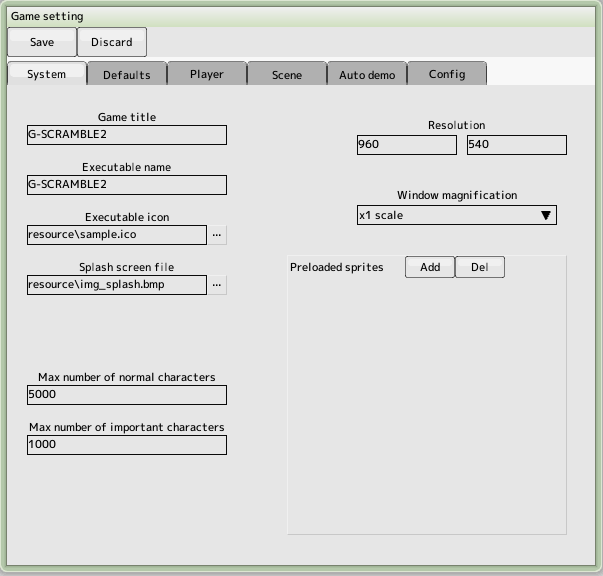 Game setting
Save Discard
System Defaults Player Scene Auto demo Config
Game title
G-SCRAMBLE2
Executable name
G-SCRAMBLE2
Executable icon
resource\sample.ico ...
Splash screen file
resource\img_splash.bmp ...
Max number of normal characters
5000
Max number of important characters
1000
Resolution
960 540
Window magnification
x1 scale
Preloaded sprites Add Del